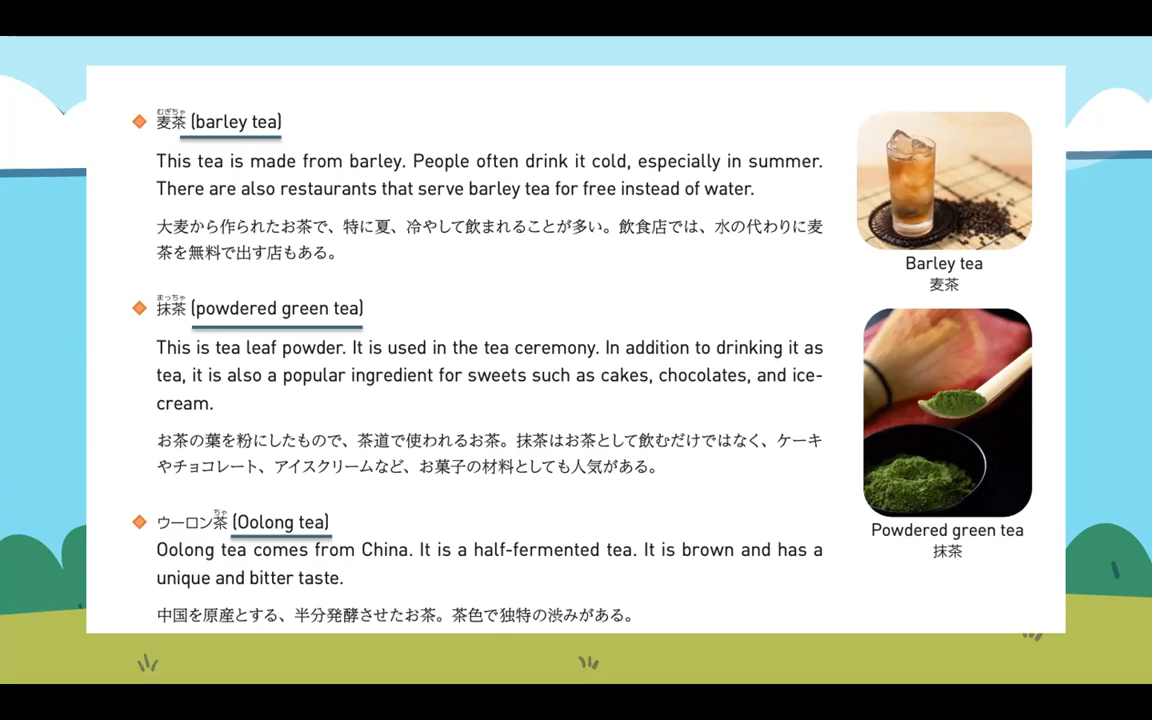 むぎちゃ
麦茶 (barley tea)
This tea is made from barley. People often drink it cold, especially in summer.
There are also restaurants that serve barley tea for free instead of water.
大麦から作られたお茶で、特に夏、冷やして飲まれることが多い。飲食店では、水の代わりに麦
茶を無料で出す店もある。
まっちゃ
抹茶 (powdered green tea)
This is tea leaf powder. It is used in the tea ceremony. In addition to drinking it as
tea, it is also a popular ingredient for sweets such as cakes, chocolates, and ice-
cream.
お茶の葉を粉にしたもので、茶道で使われるお茶。抹茶はお茶として飲むだけではなく、ケーキ
やチョコレート、アイスクリームなど、お菓子の材料としても人気がある。
ちゃ
ウーロン茶 (Oolong tea)
Oolong tea comes from China. It is a half-fermented tea. It is brown and has a
unique and bitter taste.
中国を原産とする、半分発酵させたお茶。茶色で独特の渋みがある。
Barley tea
麦茶
Powdered green tea
抹茶